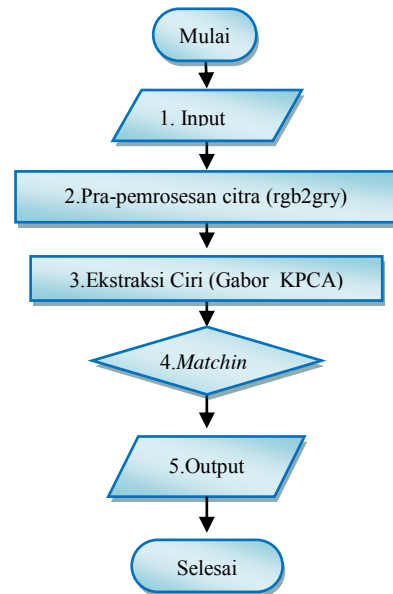 Mulai
1. Input
2.Pra-pemrosesan citra (rgb2gry)
3.Ekstraksi Ciri (Gabor KPCA)
4.Matchin
5.Output
Selesai